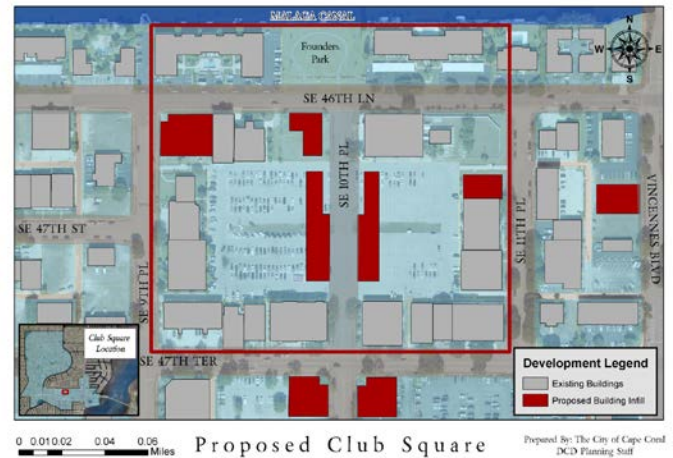 MALAGA CANAL
Founders
Park
N
W E
S
SE 46TH LN
SE 10TH PL
SE 11TH PL
VINCENNES BLVD
SE 47TH ST
SE 9TH PL
Club Square
Location
SE 47TH TER
Development Legend
Existing Buildings
Proposed Building Infill
0 0.01 0.02 0.04 0.06
Miles
Proposed Club Square
Prepared By: The City of Cape Coral
DCD Planning Staff